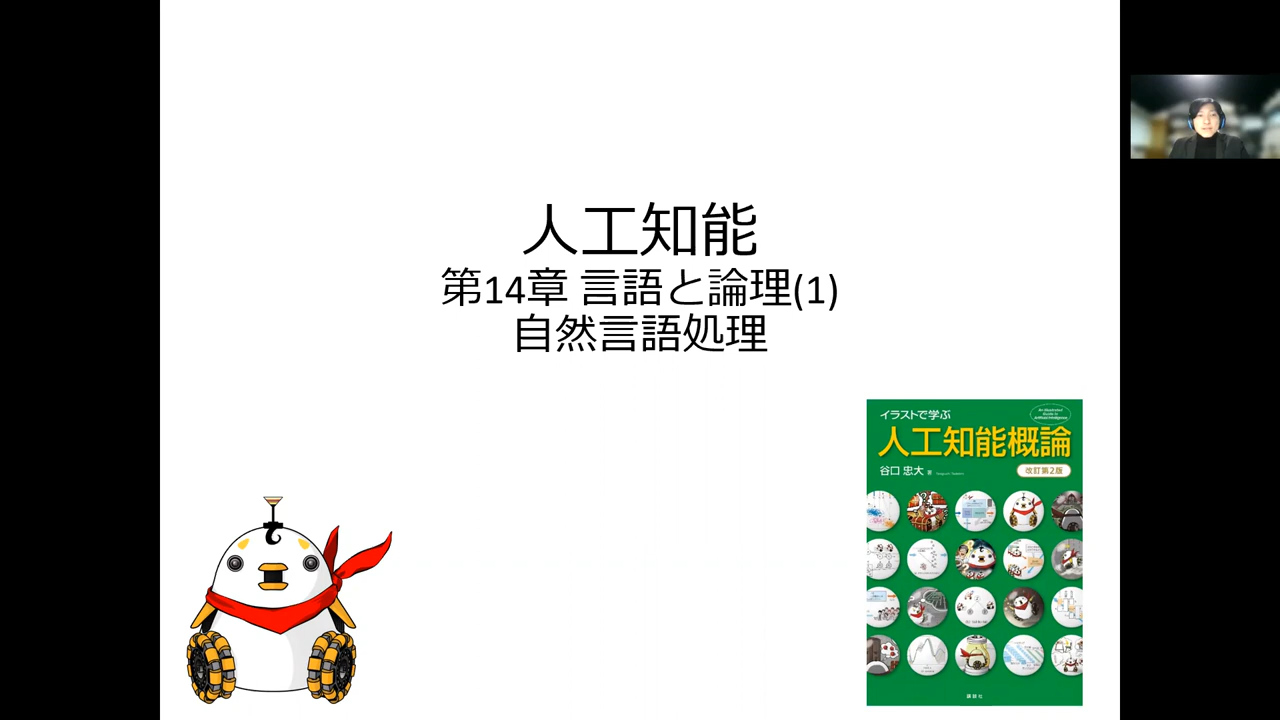 人工知能
第14章 言語と論理(1)
自然言語処理
イラストで学ぶ
人工知能概論
谷口 忠大 著
改訂第2版
講談社